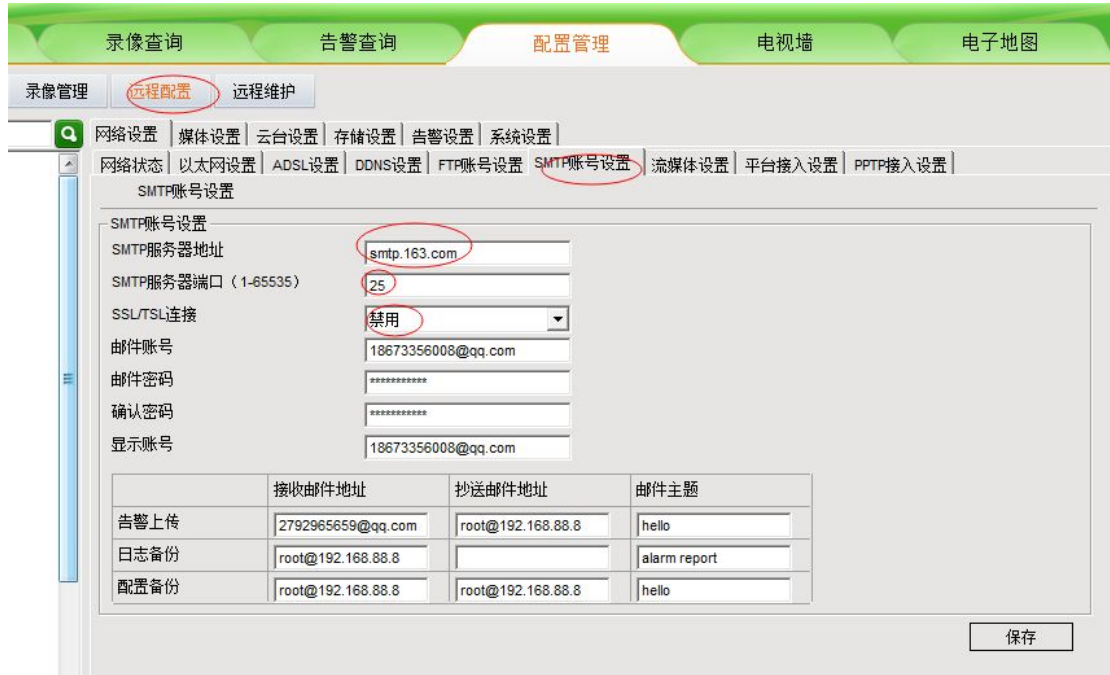 录像查询 告警查询 配置管理 电视墙 电子地图
录像管理 远程配置 远程维护
网络设置 媒体设置 云台设置 存储设置 告警设置 系统设置
网络状态 以太网设置 ADSL设置 DDNS设置 FTP账号设置 SMTP账号设置 流媒体设置 平台接入设置 PPTP接入设置
SMTP账号设置
SMTP账号设置
SMTP服务器地址 smtp.163.com
SMTP服务器端口（1-65535） 25
SSL/TSL连接 禁用
邮件账号 18673356008@qq.com
邮件密码 ***********
确认密码 ***********
显示账号 18673356008@qq.com
接收邮件地址 抄送邮件地址 邮件主题
告警上传 2792965659@qq.com root@192.168.88.8 hello
日志备份 root@192.168.88.8 alarm report
配置备份 root@192.168.88.8 root@192.168.88.8 hello
保存